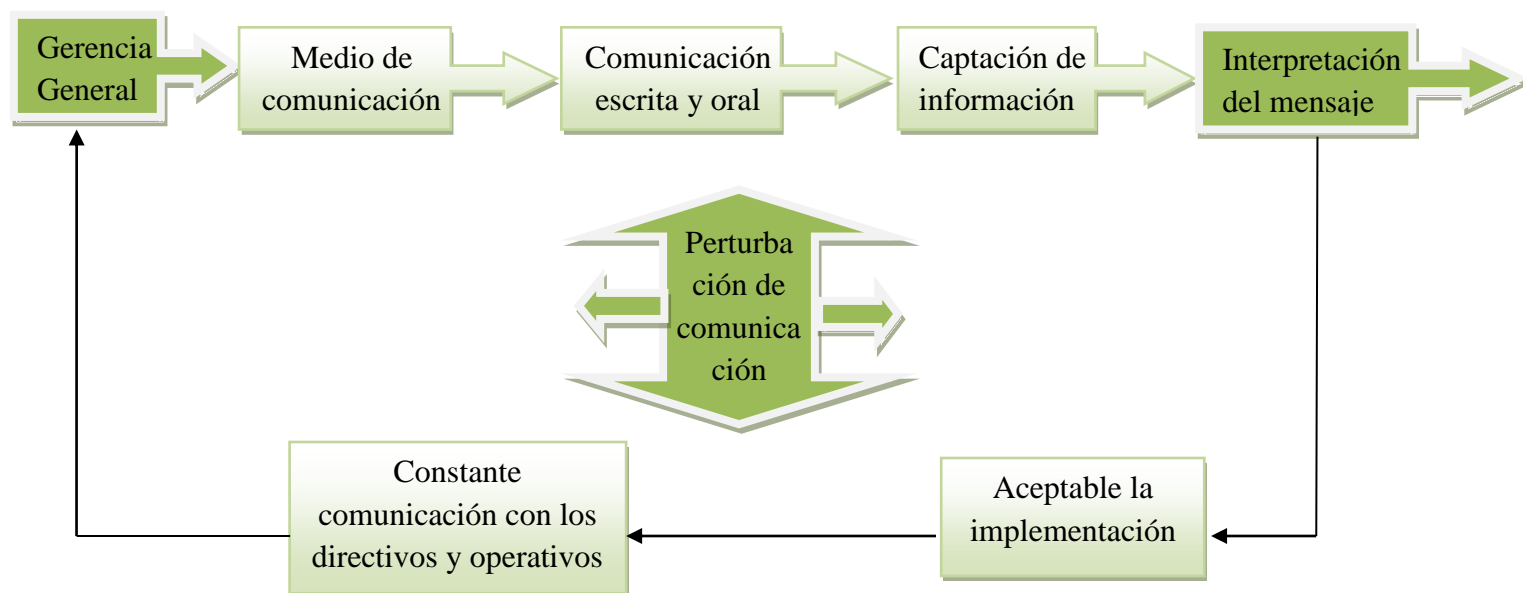 Gerencia
General
Medio de
comunicación
Comunicación
escrita y oral
Captación de
información
Interpretación
del mensaje
Perturba
ción de
comunica
ción
Constante
comunicación con los
directivos y operativos
Aceptable la
implementación